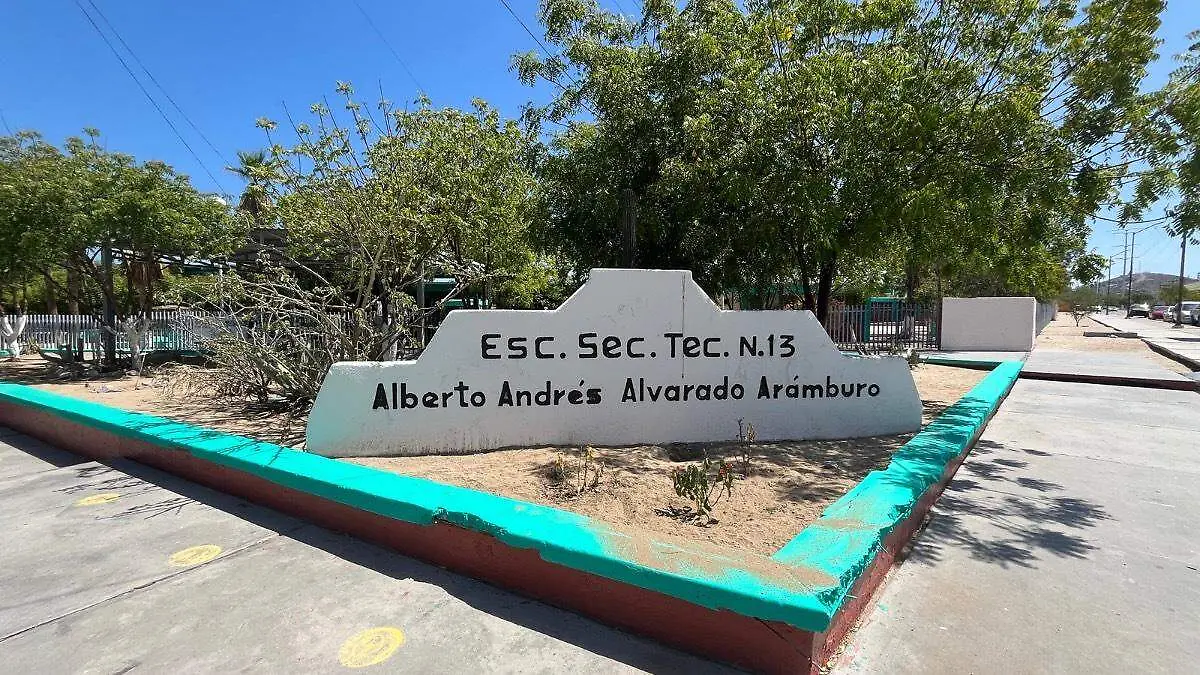 Esc. Sec. Tec. N.13
Alberto Andrés Alvarado Arámburo